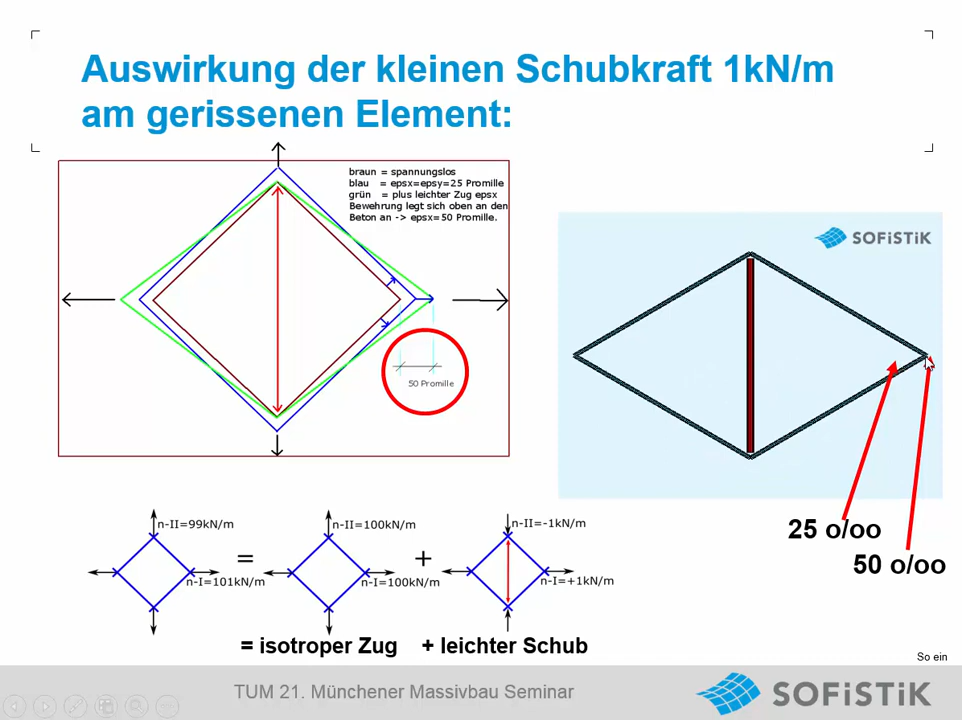 Auswirkung der kleinen Schubkraft 1kN/m
am gerissenen Element:
braun = spannungslos
blau = epsx=epsy=25 Promille
grün = plus leichter Zug epsx
Bewehrung legt sich oben an den
Beton an -> epsx=50 Promille.
50 Promille
SOFiSTiK
25 o/oo
50 o/oo
n-II=99kN/m
n-I=101kN/m
=
n-II=100kN/m
n-I=100kN/m
+
n-II=-1kN/m
n-I=+1kN/m
= isotroper Zug + leichter Schub
So ein
TUM 21. Münchener Massivbau Seminar
SOFiSTiK